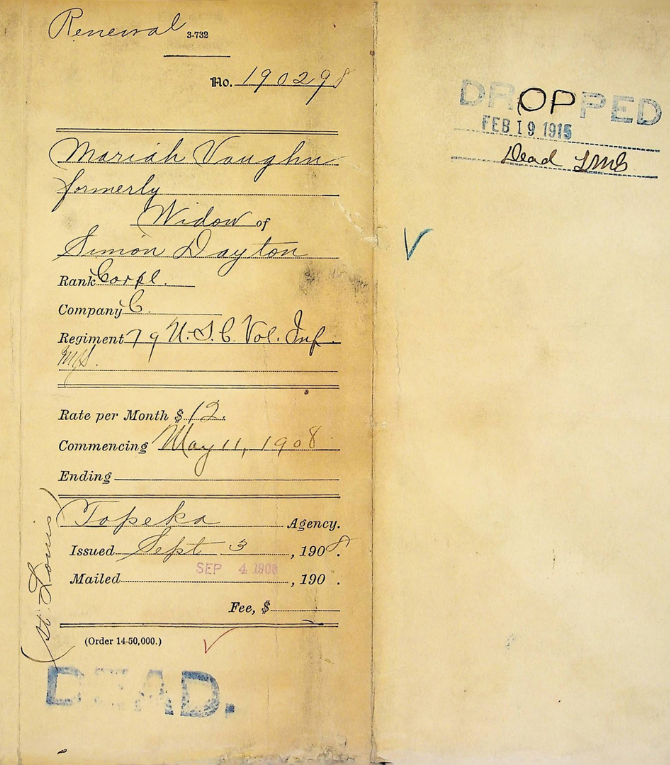 Renewal 3-732
No. 190298
Mariah Vaughn
formerly
Widow of
Simon Dayton
Rank Corpl.
Company C.
Regiment 79 U.S.C. Vol. Inf.
Rate per Month $ 12.
Commencing May 11, 1908
Ending
Topeka Agency.
Issued Sept 3, 1908.
SEP 4 1908
Mailed , 190 .
Fee, $
(Order 14-50,000.)
(St. Louis)
DEAD.
DROPPED
FEB 19 1915
Dead